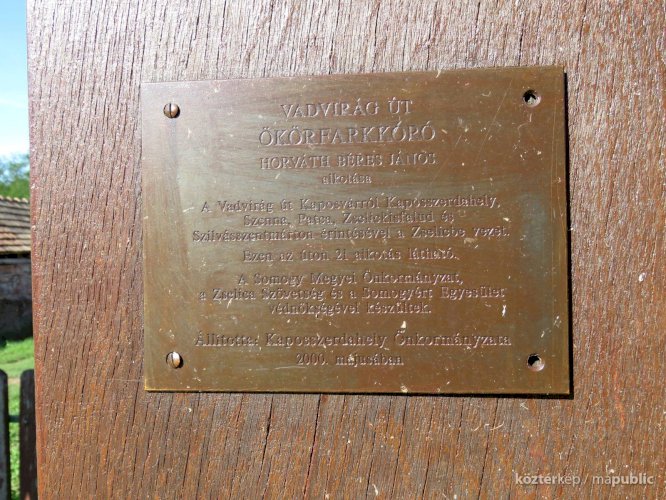 VADVIRÁG ÚT
ÖKÖRFARKKÓRÓ
HORVÁTH BÉRES JÁNOS
alkotása
A Vadvirág út Kaposvárról Kaposszerdahely,
Szenna, Patca, Zselickisfalud és
Szilvásszentmárton érintésével a Zselicbe vezet.
Ezen az úton 21 alkotás látható.
A Somogy Megyei Önkormányzat,
a Zselica Szövetség és a Somogyért Egyesület
védnökségével készültek.
Állította: Kaposszerdahely Önkormányzata
2000. májusában
köztérkép / mapublic